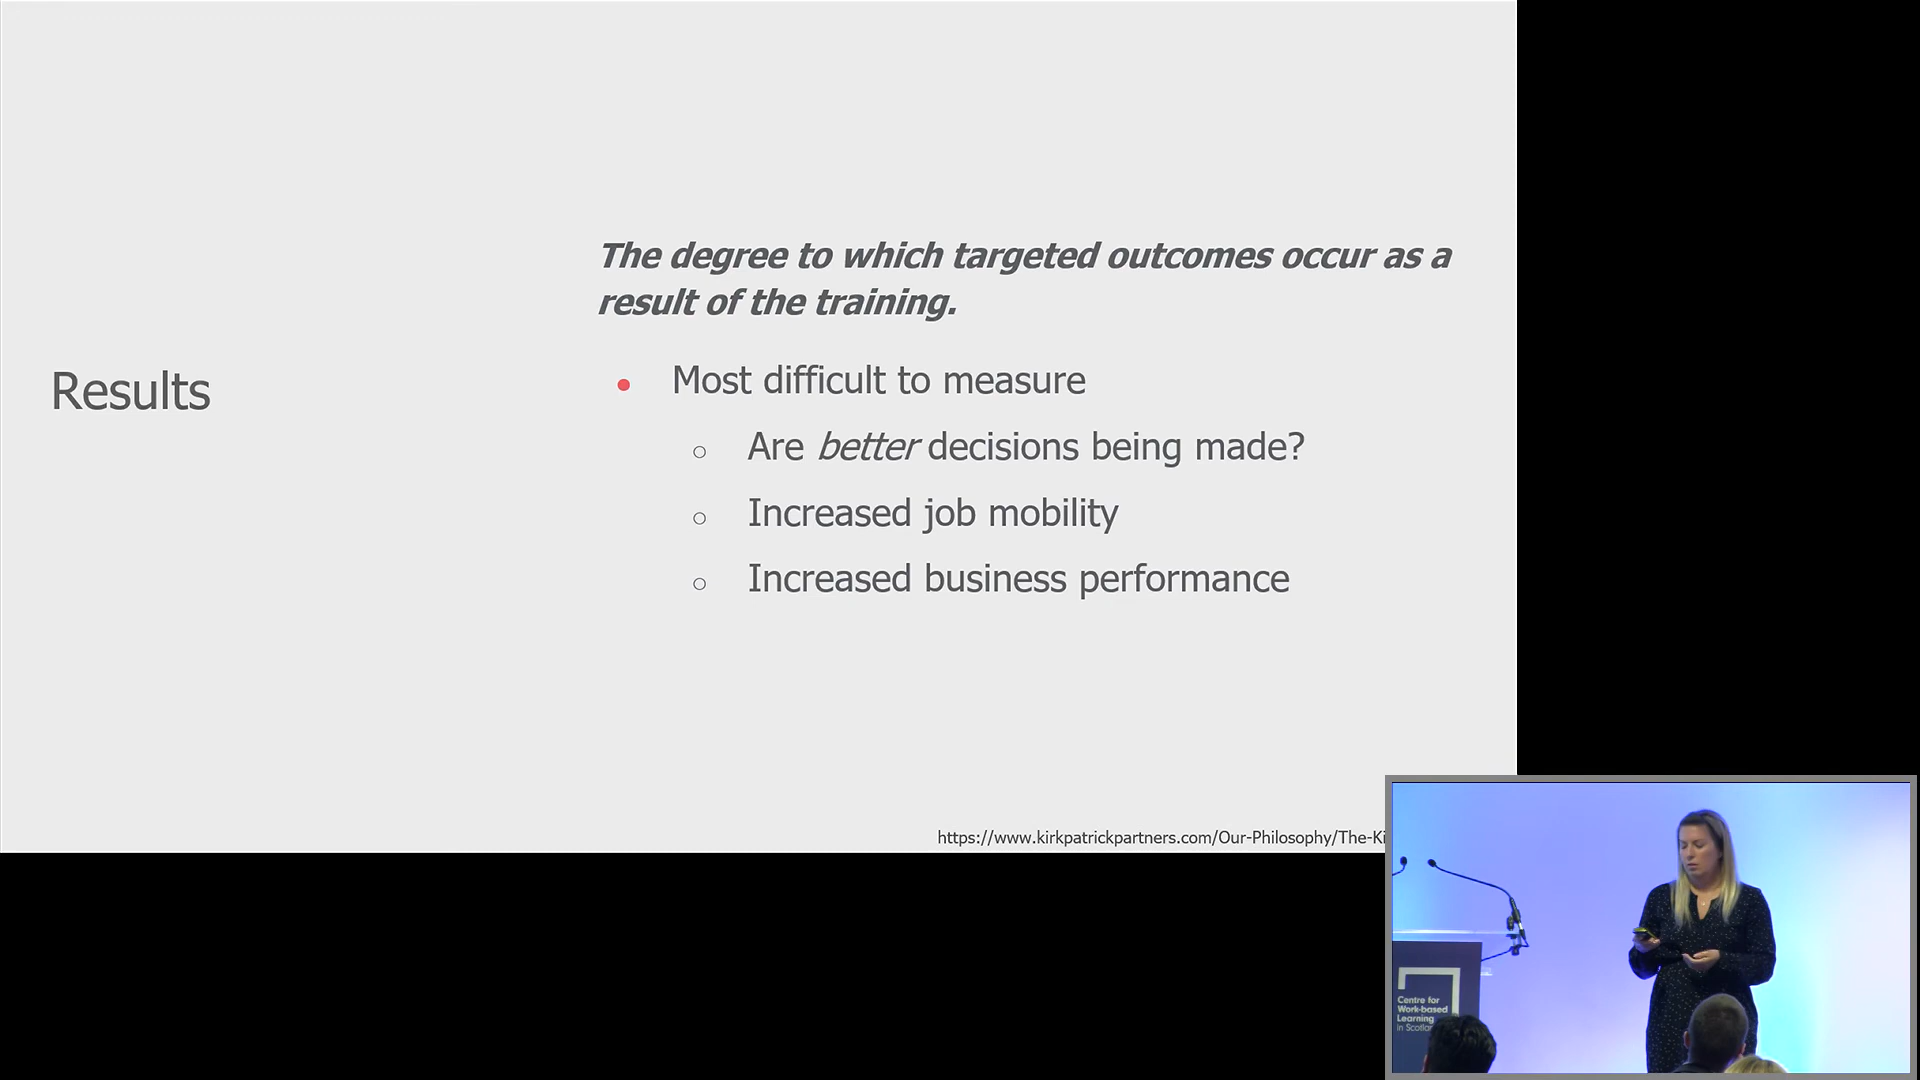 Results
The degree to which targeted outcomes occur as a
result of the training.
Most difficult to measure
Are better decisions being made?
Increased job mobility
Increased business performance
https://www.kirkpatrickpartners.com/Our-Philosophy/The-Ki
Centre for
Work-based
Learning
in Scotland